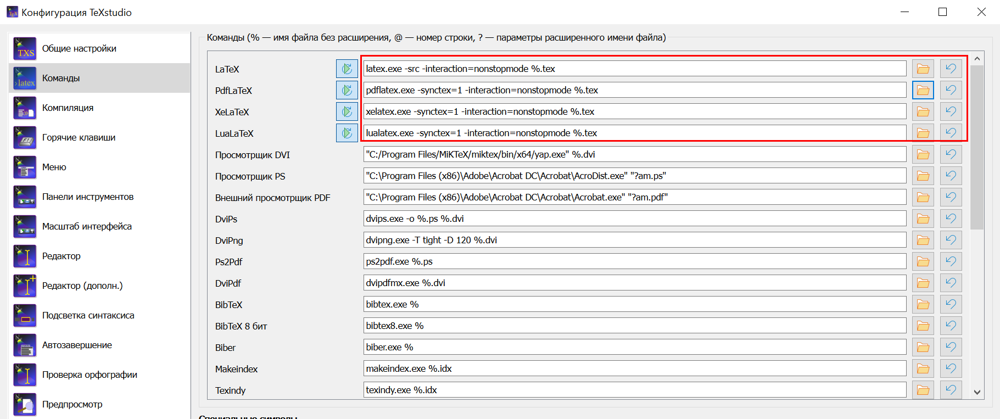 Конфигурация TeXstudio
Общие настройки
Команды
Компиляция
Горячие клавиши
Меню
Панели инструментов
Масштаб интерфейса
Редактор
Редактор (дополн.)
Подсветка синтаксиса
Автозавершение
Проверка орфографии
Предпросмотр
Команды (% — имя файла без расширения, @ — номер строки, ? — параметры расширенного имени файла)
LaTeX latex.exe -src -interaction=nonstopmode %.tex
PdfLaTeX pdflatex.exe -synctex=1 -interaction=nonstopmode %.tex
XeLaTeX xelatex.exe -synctex=1 -interaction=nonstopmode %.tex
LuaLaTeX lualatex.exe -synctex=1 -interaction=nonstopmode %.tex
Просмотрщик DVI "C:/Program Files/MiKTeX/miktex/bin/x64/yap.exe" %.dvi
Просмотрщик PS "C:\Program Files (x86)\Adobe\Acrobat DC\Acrobat\AcroDist.exe" "?am.ps"
Внешний просмотрщик PDF "C:\Program Files (x86)\Adobe\Acrobat DC\Acrobat\Acrobat.exe" "?am.pdf"
DviPs dvips.exe -o %.ps %.dvi
DviPng dvipng.exe -T tight -D 120 %.dvi
Ps2Pdf ps2pdf.exe %.ps
DviPdf dvipdfmx.exe %.dvi
BibTeX bibtex.exe %
BibTeX 8 бит bibtex8.exe %
Biber biber.exe %
Makeindex makeindex.exe %.idx
Texindy texindy.exe %.idx
Специальные символы